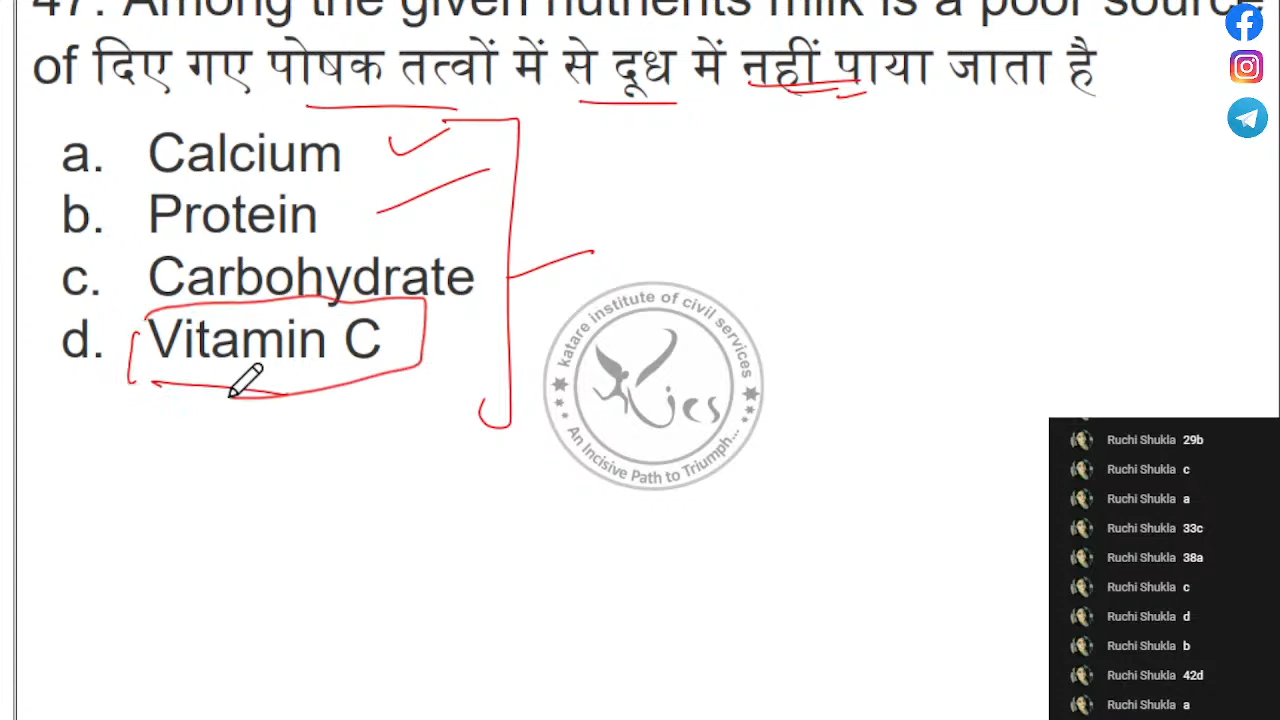 47. Among the given nutrients milk is a poor source
of दिए गए पोषक तत्वों में से दूध में नहीं पाया जाता है
a. Calcium
b. Protein
c. Carbohydrate
d. Vitamin C
katare institute of civil services
kics
An Incisive Path to Triumph...
Ruchi Shukla 29b
Ruchi Shukla c
Ruchi Shukla a
Ruchi Shukla 33c
Ruchi Shukla 38a
Ruchi Shukla c
Ruchi Shukla d
Ruchi Shukla b
Ruchi Shukla 42d
Ruchi Shukla a